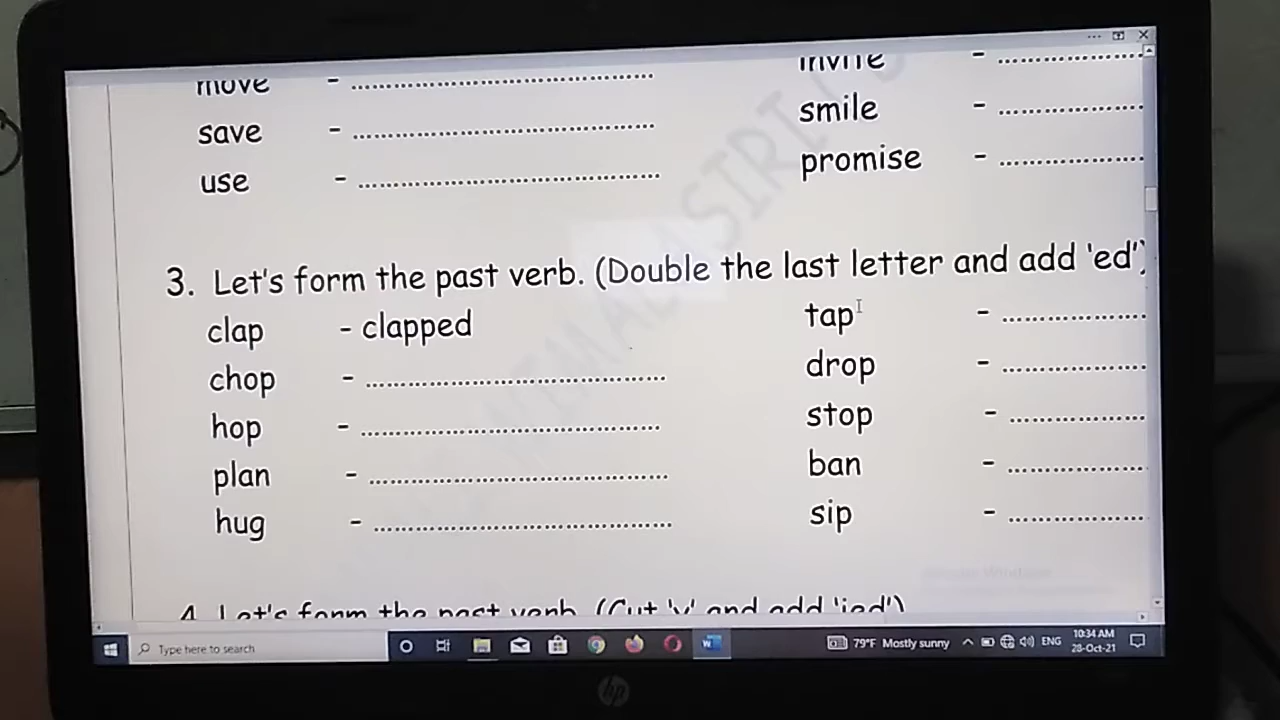 move - ........................................ invite - ....................
save - ........................................ smile - ....................
use - ........................................ promise - ....................
3. Let's form the past verb. (Double the last letter and add 'ed')
clap - clapped tap - ....................
chop - ........................................ drop - ....................
hop - ........................................ stop - ....................
plan - ........................................ ban - ....................
hug - ........................................ sip - ....................
4. Let's form the past verb. (Cut 'y' and add 'ied')
Type here to search 79°F Mostly sunny ENG 10:34 AM
28-Oct-21
hp